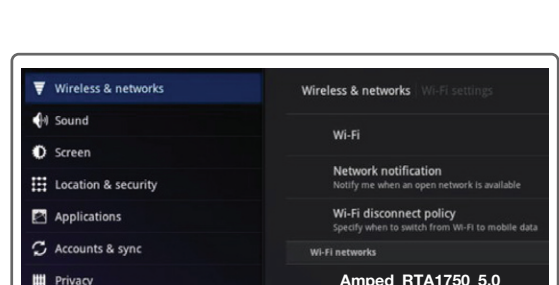 Wireless & networks
Sound
Screen
Location & security
Applications
Accounts & sync
Privacy
Wireless & networks Wi-Fi settings
Wi-Fi
Network notification
Notify me when an open network is available
Wi-Fi disconnect policy
Specify when to switch from Wi-Fi to mobile data
Wi-Fi networks
Amped_RTA1750_5.0